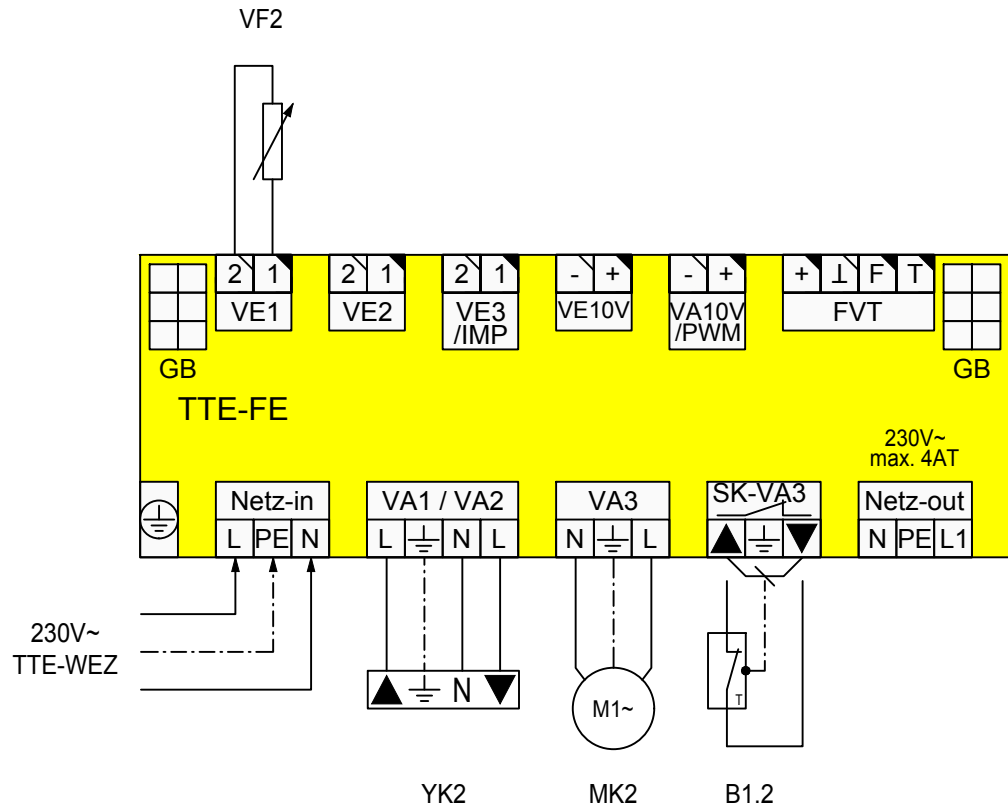 VF2
2 1 2 1 2 1 - + - + + ⊥ F T
VE1 VE2 VE3 VE10V VA10V FVT
/IMP /PWM
GB GB
TTE-FE
230V~
max. 4AT
Netz-in VA1 / VA2 VA3 SK-VA3 Netz-out
L PE N L ⏚ N L N ⏚ L ▲ ⏚ ▼ N PE L1
230V~
TTE-WEZ
▲ ⏚ N ▼
M1~
T
YK2 MK2 B1.2